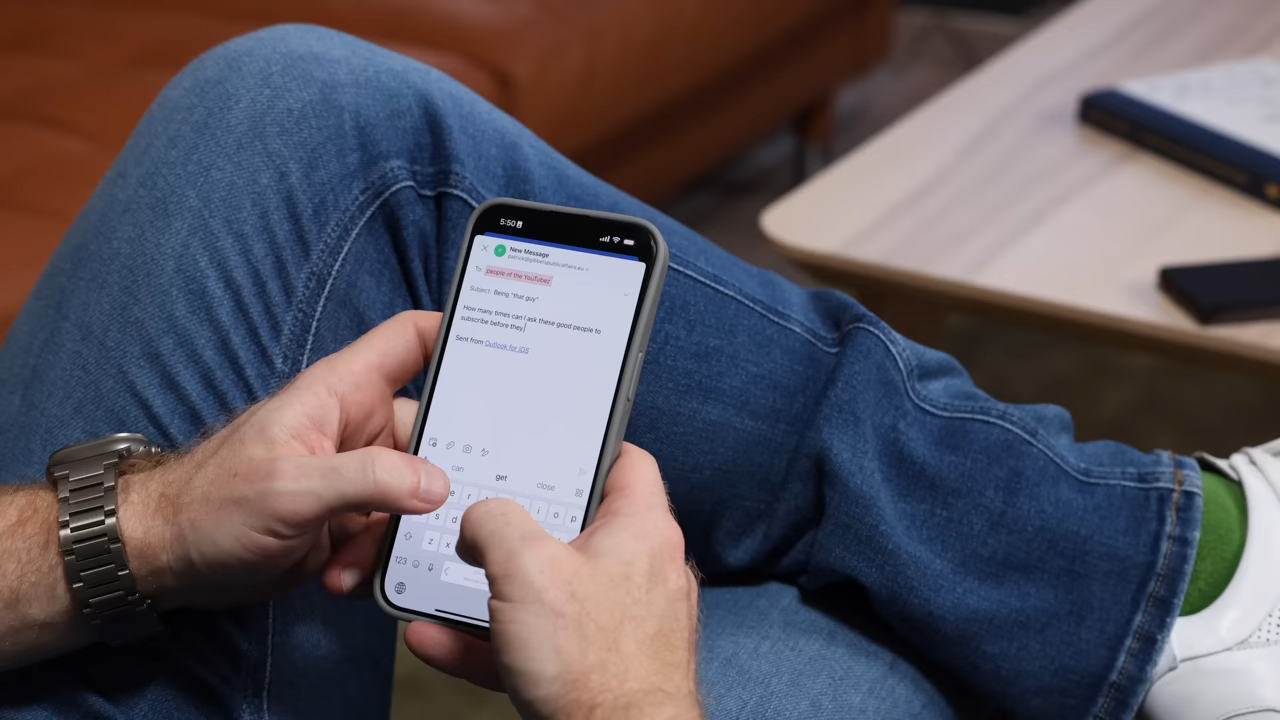 5:50
New Message
To people of the YouTubez
Subject: Being "that guy"
How many times can I ask these good people to
subscribe before they
Sent from Outlook for iOS
can get close
e r i o p
s d
z x
123